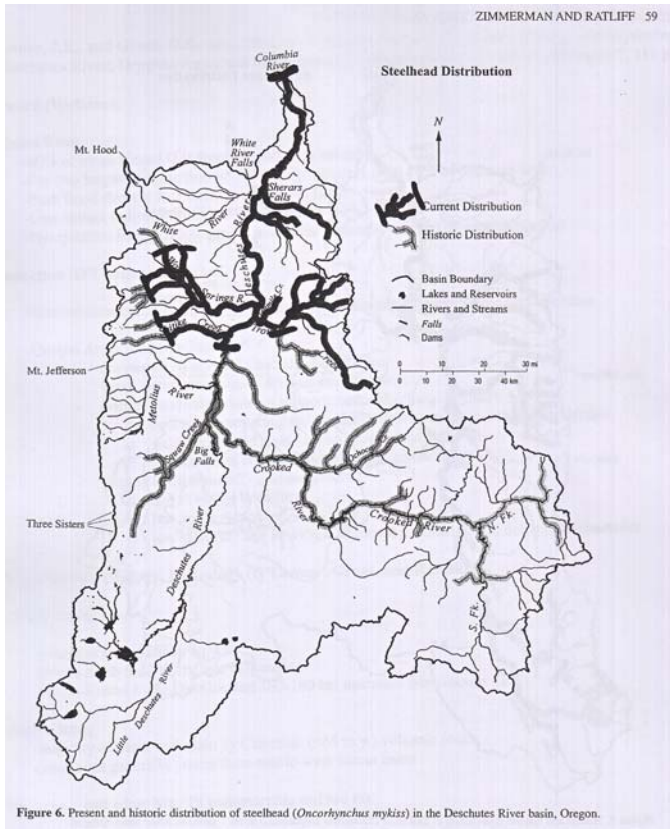 ZIMMERMAN AND RATLIFF 59
Columbia
River
Steelhead Distribution
N
White
River
Falls
Mt. Hood
Sherars
Falls
River
White
Deschutes
River
Current Distribution
Historic Distribution
Springs R.
Basin Boundary
Lakes and Reservoirs
Rivers and Streams
Falls
Dams
Creek
Trout
Cr.
Creek
0 10 20 30 mi
0 10 20 30 40 km
Mt. Jefferson
Metolius
River
Squaw Creek
Big
Falls
Ochoco Cr.
Crooked
River
Crooked River
N. Fk.
S. Fk.
Three Sisters
Deschutes
River
Little Deschutes River
Figure 6. Present and historic distribution of steelhead (Oncorhynchus mykiss) in the Deschutes River basin, Oregon.